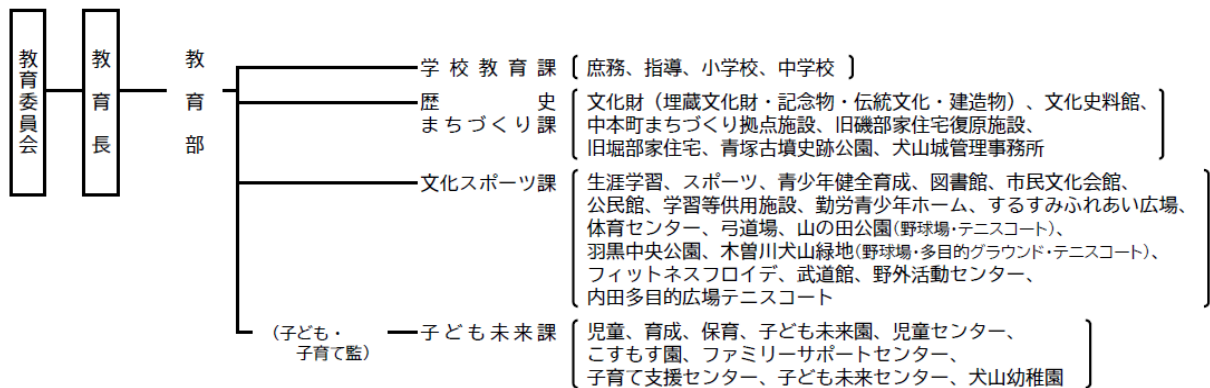 教育委員会
教育長
教育部
学校教育課
庶務、指導、小学校、中学校
歴史
まちづくり課
文化財（埋蔵文化財・記念物・伝統文化・建造物）、文化史料館、
中本町まちづくり拠点施設、旧磯部家住宅復原施設、
旧堀部家住宅、青塚古墳史跡公園、犬山城管理事務所
文化スポーツ課
生涯学習、スポーツ、青少年健全育成、図書館、市民文化会館、
公民館、学習等供用施設、勤労青少年ホーム、するすみふれあい広場、
体育センター、弓道場、山の田公園（野球場・テニスコート）、
羽黒中央公園、木曽川犬山緑地（野球場・多目的グラウンド・テニスコート）、
フィットネスフロイデ、武道館、野外活動センター、
内田多目的広場テニスコート
（子ども・
子育て監）
子ども未来課
児童、育成、保育、子ども未来園、児童センター、
こすもす園、ファミリーサポートセンター、
子育て支援センター、子ども未来センター、犬山幼稚園